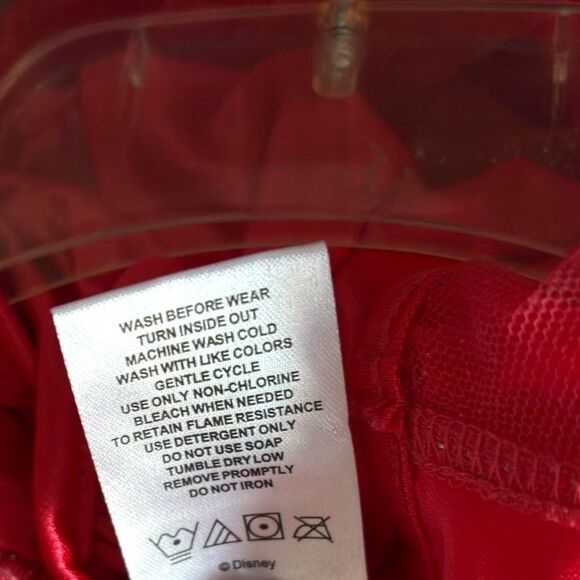 WASH BEFORE WEAR
TURN INSIDE OUT
MACHINE WASH COLD
WASH WITH LIKE COLORS
GENTLE CYCLE
USE ONLY NON-CHLORINE
BLEACH WHEN NEEDED
TO RETAIN FLAME RESISTANCE
USE DETERGENT ONLY
DO NOT USE SOAP
TUMBLE DRY LOW
REMOVE PROMPTLY
DO NOT IRON
© Disney